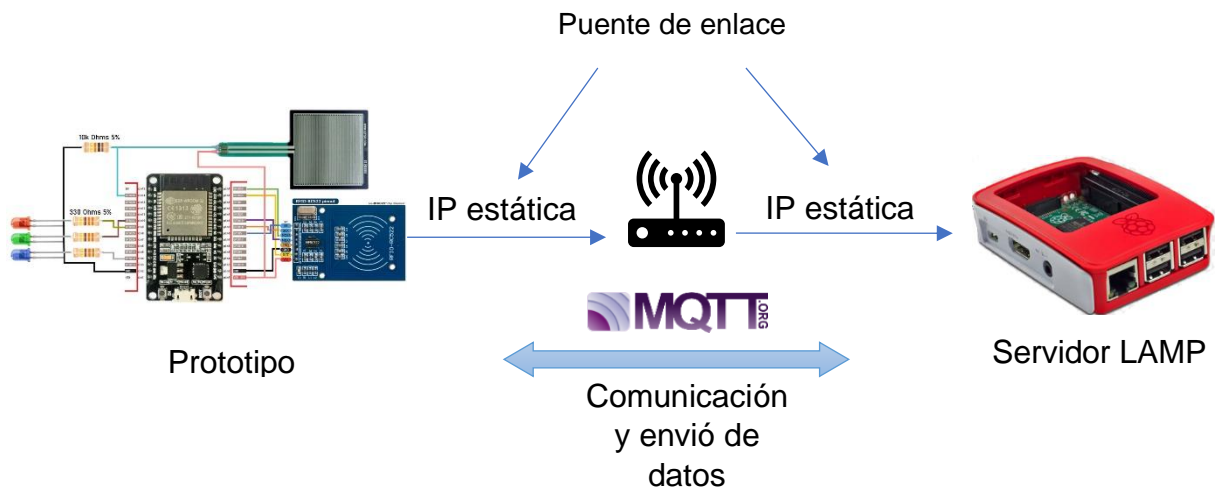 Puente de enlace
10k Ohms 5%
330 Ohms 5%
IP estática
IP estática
MQTT.ORG
Prototipo
Servidor LAMP
Comunicación
y envió de
datos